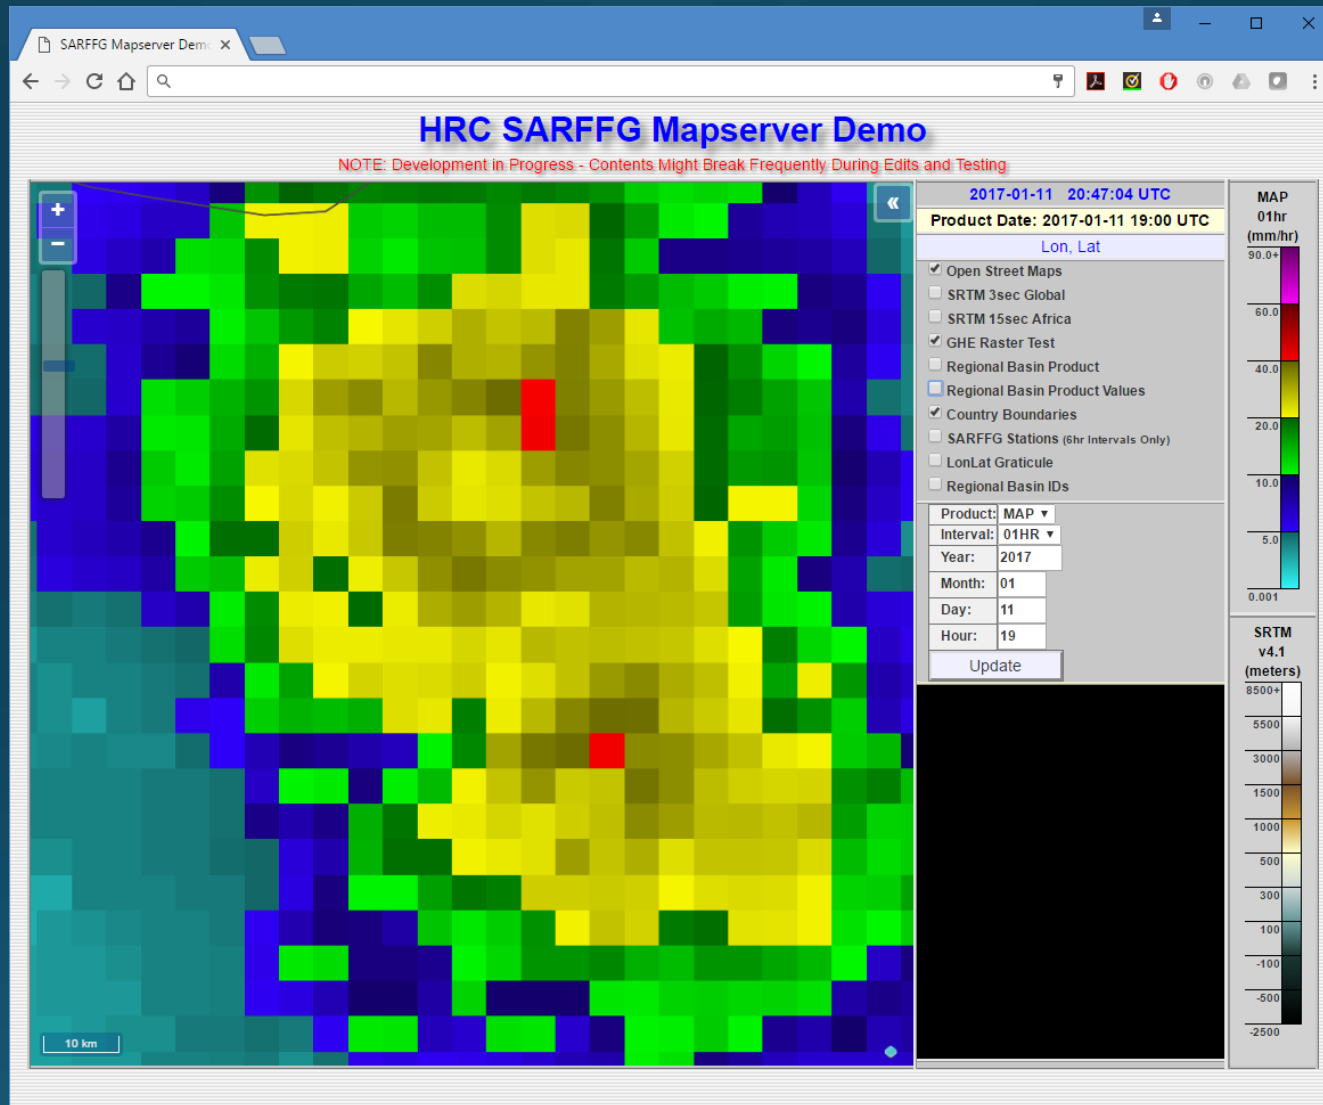 SARFFG Mapserver Dem
HRC SARFFG Mapserver Demo
NOTE: Development in Progress - Contents Might Break Frequently During Edits and Testing
+
−
«
10 km
2017-01-11 20:47:04 UTC
Product Date: 2017-01-11 19:00 UTC
Lon, Lat
Open Street Maps
SRTM 3sec Global
SRTM 15sec Africa
GHE Raster Test
Regional Basin Product
Regional Basin Product Values
Country Boundaries
SARFFG Stations (6hr Intervals Only)
LonLat Graticule
Regional Basin IDs
Product: MAP
Interval: 01HR
Year: 2017
Month: 01
Day: 11
Hour: 19
Update
MAP
01hr
(mm/hr)
90.0+
60.0
40.0
20.0
10.0
5.0
0.001
SRTM
v4.1
(meters)
8500+
5500
3000
1500
1000
500
300
100
-100
-500
-2500